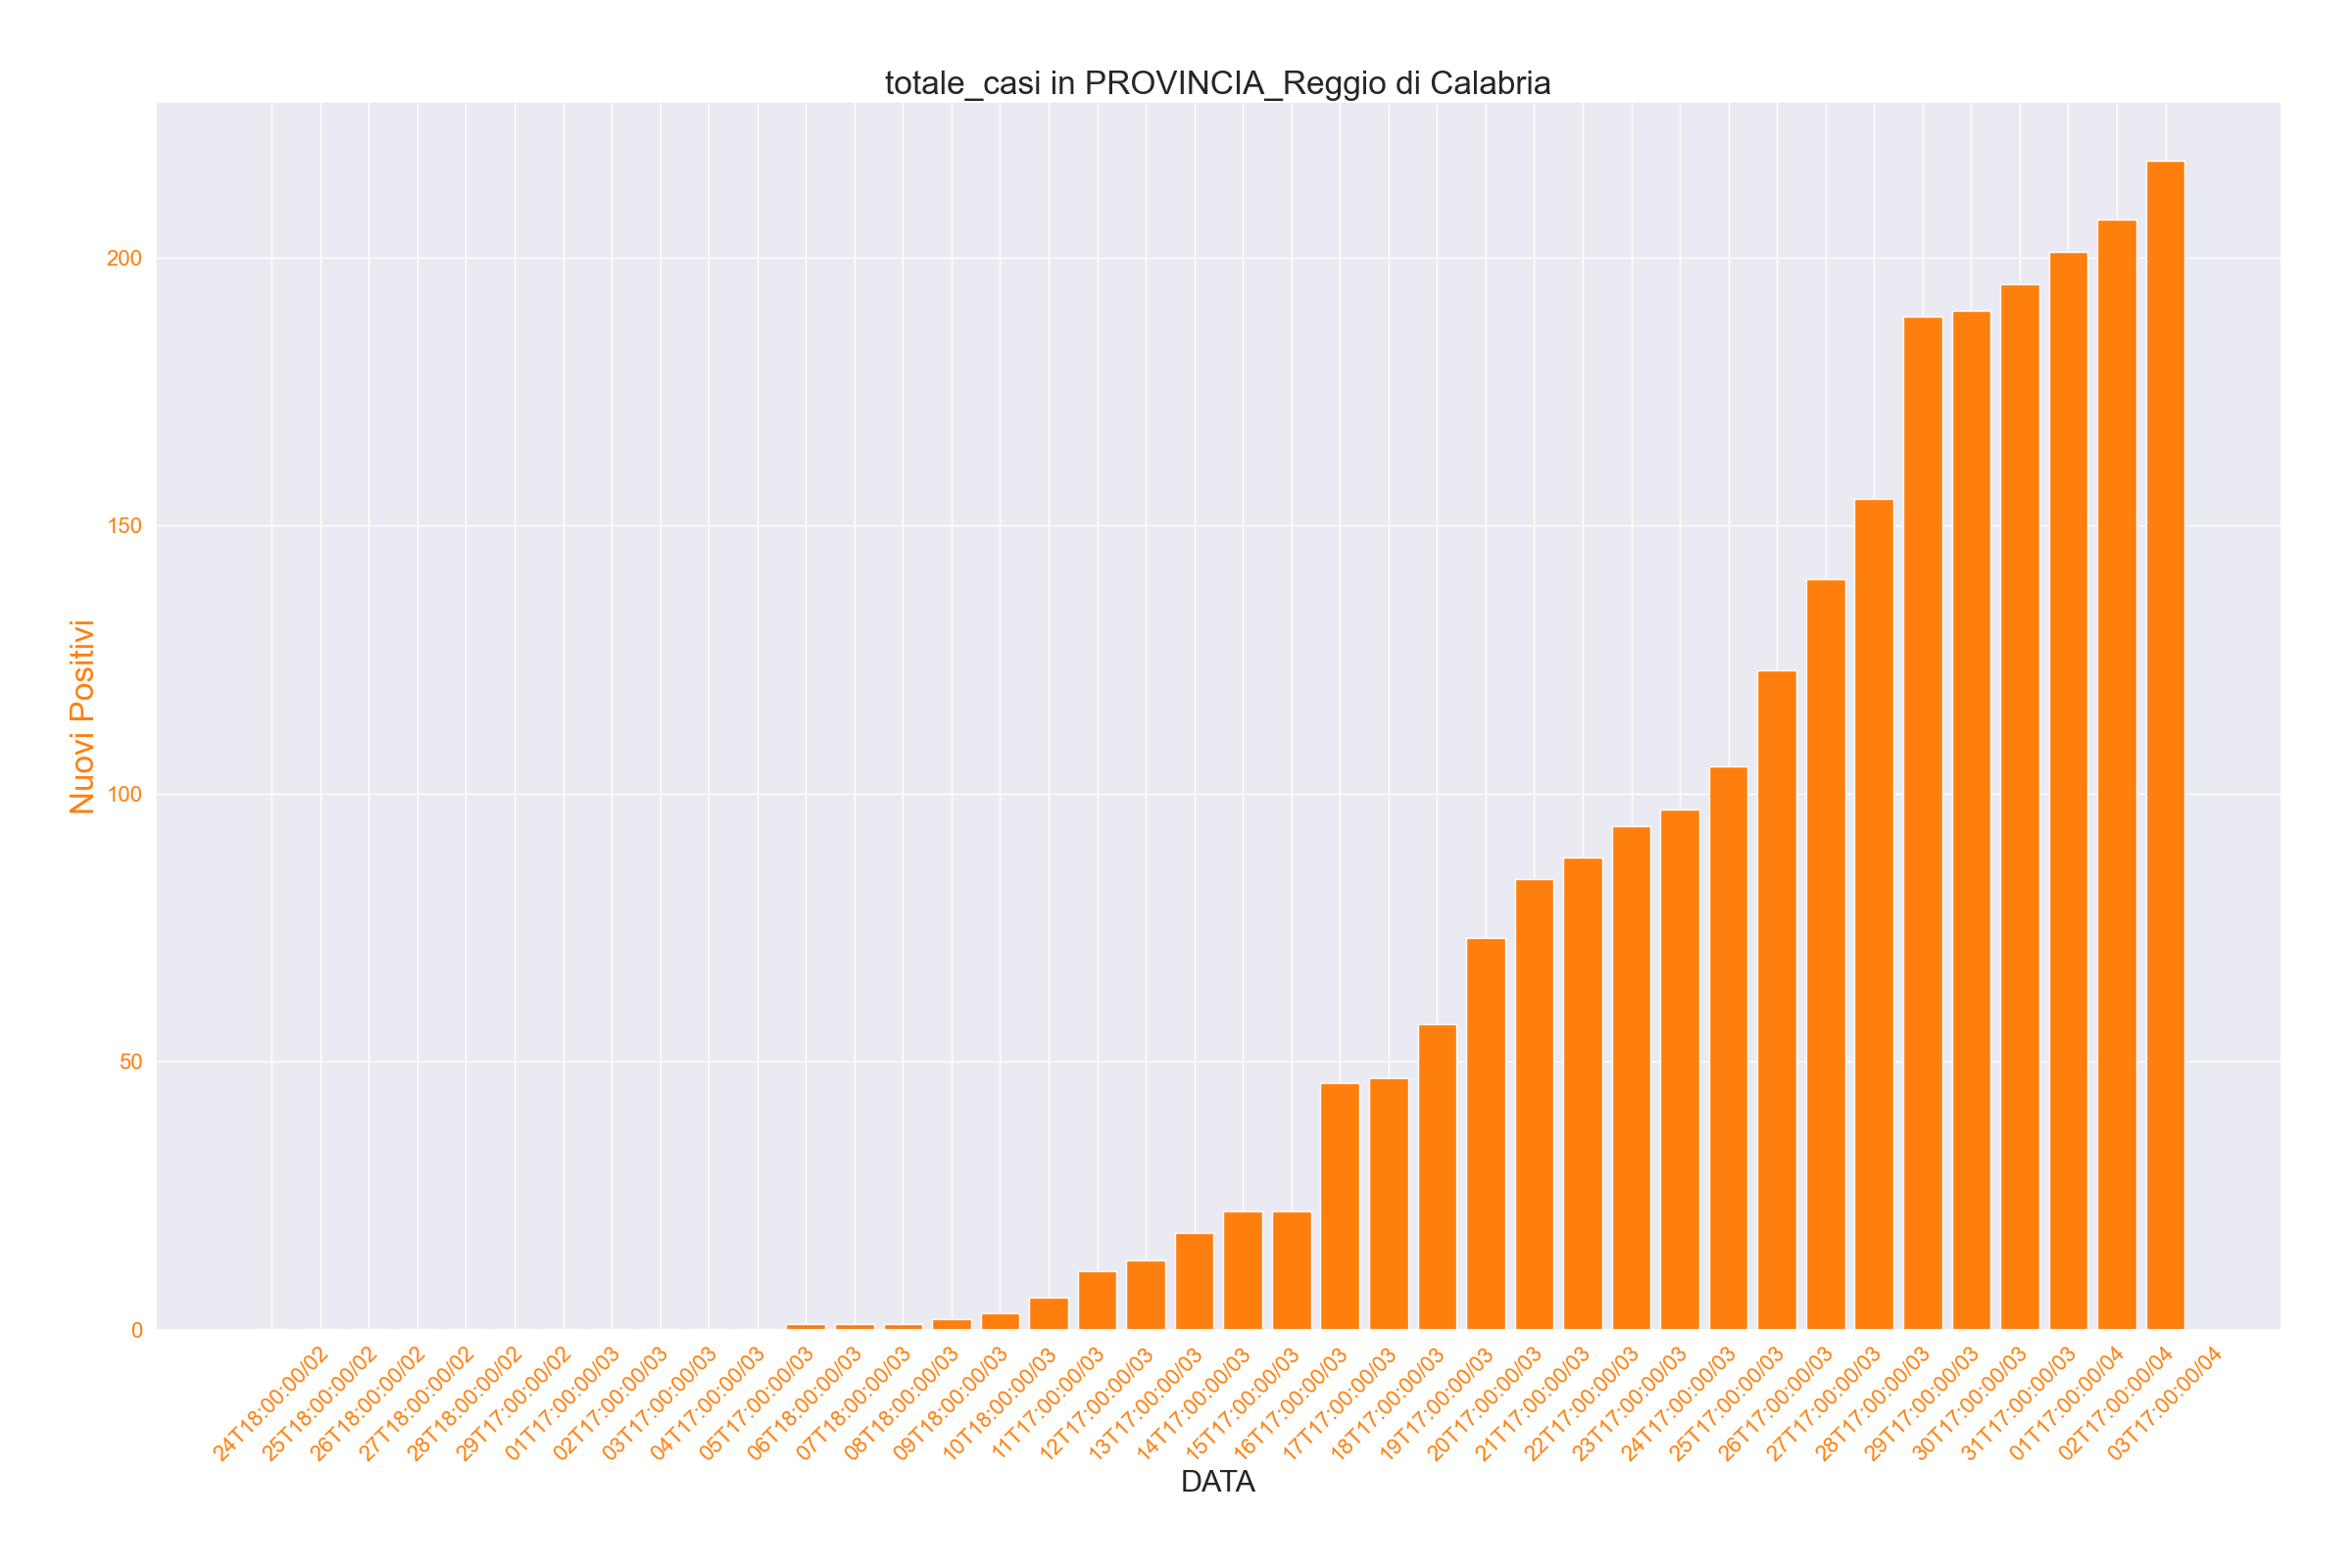 totale_casi in PROVINCIA_Reggio di Calabria
Nuovi Positivi
200
150
100
50
0
24T18:00:00/02
25T18:00:00/02
26T18:00:00/02
27T18:00:00/02
28T18:00:00/02
29T17:00:00/02
01T17:00:00/03
02T17:00:00/03
03T17:00:00/03
04T17:00:00/03
05T17:00:00/03
06T18:00:00/03
07T18:00:00/03
08T18:00:00/03
09T18:00:00/03
10T18:00:00/03
11T17:00:00/03
12T17:00:00/03
13T17:00:00/03
14T17:00:00/03
15T17:00:00/03
16T17:00:00/03
17T17:00:00/03
18T17:00:00/03
19T17:00:00/03
20T17:00:00/03
21T17:00:00/03
22T17:00:00/03
23T17:00:00/03
24T17:00:00/03
25T17:00:00/03
26T17:00:00/03
27T17:00:00/03
28T17:00:00/03
29T17:00:00/03
30T17:00:00/03
31T17:00:00/03
01T17:00:00/04
02T17:00:00/04
03T17:00:00/04
DATA